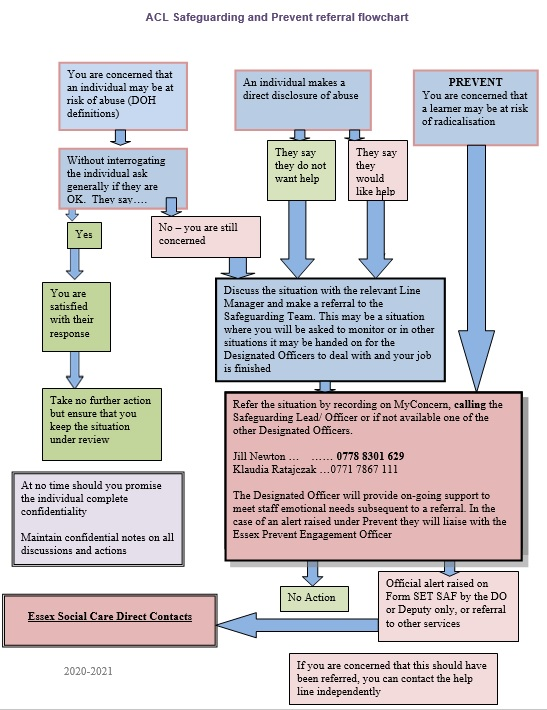 ACL Safeguarding and Prevent referral flowchart
You are concerned that
an individual may be at
risk of abuse (DOH
definitions)
An individual makes a
direct disclosure of abuse
PREVENT
You are concerned that
a learner may be at risk
of radicalisation
Without interrogating
the individual ask
generally if they are
OK.  They say….
They say
they do not
want help
They say
they
would
like help
Yes
No – you are still
concerned
You are
satisfied
with their
response
Discuss the situation with the relevant Line
Manager and make a referral to the
Safeguarding Team. This may be a situation
where you will be asked to monitor or in other
situations it may be handed on for the
Designated Officers to deal with and your job
is finished
Take no further action
but ensure that you
keep the situation
under review
Refer the situation by recording on MyConcern, calling the
Safeguarding Lead/ Officer or if not available one of the
other Designated Officers.
Jill Newton …  …… 0778 8301 629
Klaudia Ratajczak …0771 7867 111
The Designated Officer will provide on-going support to
meet staff emotional needs subsequent to a referral. In the
case of an alert raised under Prevent they will liaise with the
Essex Prevent Engagement Officer
At no time should you promise
the individual complete
confidentiality
Maintain confidential notes on all
discussions and actions
No Action
Official alert raised on
Form SET SAF by the DO
or Deputy only, or referral
to other services
Essex Social Care Direct Contacts
2020-2021
If you are concerned that this should have
been referred, you can contact the help
line independently